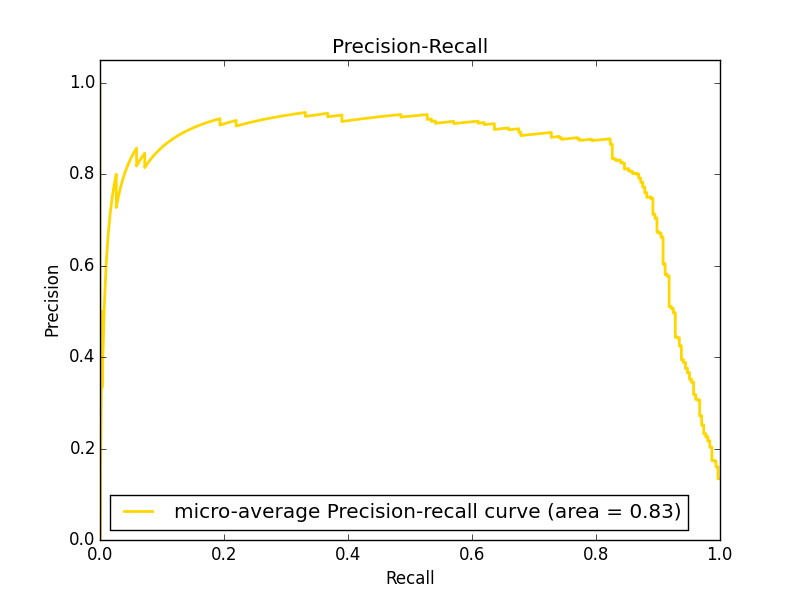 Precision-Recall
1.0
0.8
0.6
0.4
0.2
0.0
Precision
micro-average Precision-recall curve (area = 0.83)
0.0 0.2 0.4 0.6 0.8 1.0
Recall